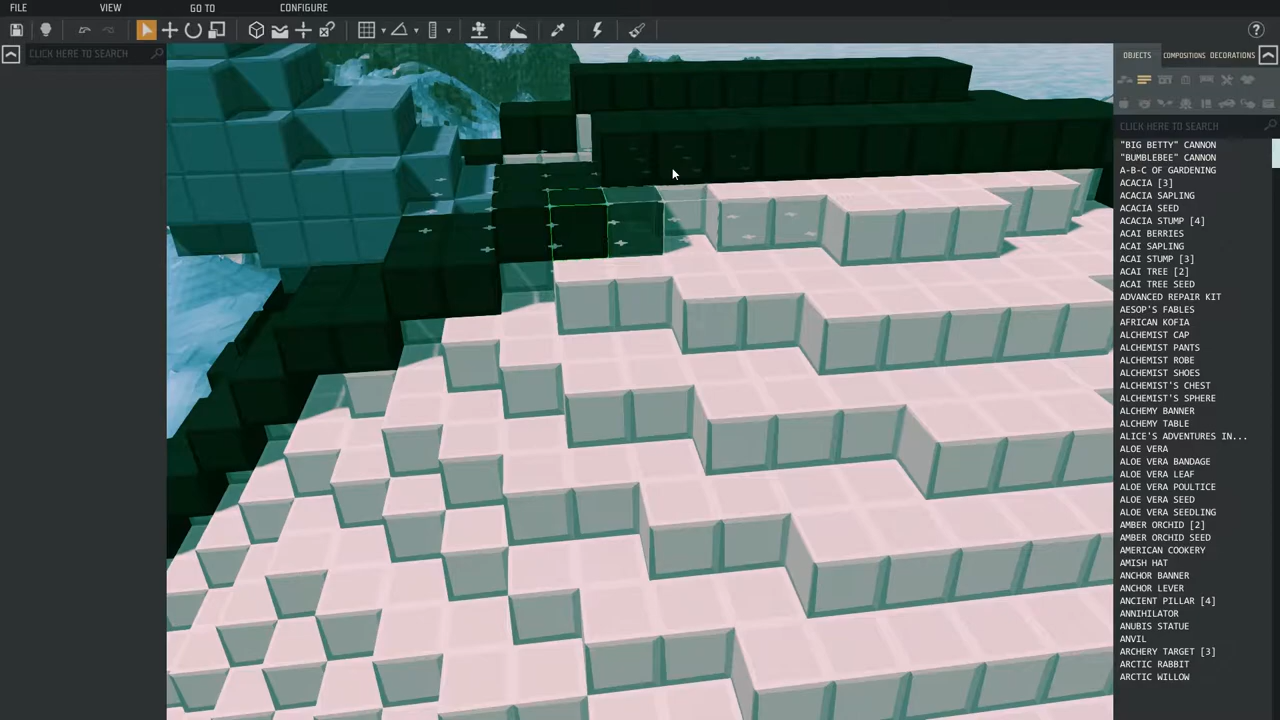 FILE VIEW GO TO CONFIGURE
CLICK HERE TO SEARCH
OBJECTS COMPOSITIONS DECORATIONS
CLICK HERE TO SEARCH
"BIG BETTY" CANNON
"BUMBLEBEE" CANNON
A-B-C OF GARDENING
ACACIA [3]
ACACIA SAPLING
ACACIA SEED
ACACIA STUMP [4]
ACAI BERRIES
ACAI SAPLING
ACAI STUMP [3]
ACAI TREE [2]
ACAI TREE SEED
ADVANCED REPAIR KIT
AESOP'S FABLES
AFRICAN KOFIA
ALCHEMIST CAP
ALCHEMIST PANTS
ALCHEMIST ROBE
ALCHEMIST SHOES
ALCHEMIST'S CHEST
ALCHEMIST'S SPHERE
ALCHEMY BANNER
ALCHEMY TABLE
ALICE'S ADVENTURES IN...
ALOE VERA
ALOE VERA BANDAGE
ALOE VERA LEAF
ALOE VERA POULTICE
ALOE VERA SEED
ALOE VERA SEEDLING
AMBER ORCHID [2]
AMBER ORCHID SEED
AMERICAN COOKERY
AMISH HAT
ANCHOR BANNER
ANCHOR LEVER
ANCIENT PILLAR [4]
ANNIHILATOR
ANUBIS STATUE
ANVIL
ARCHERY TARGET [3]
ARCTIC RABBIT
ARCTIC WILLOW